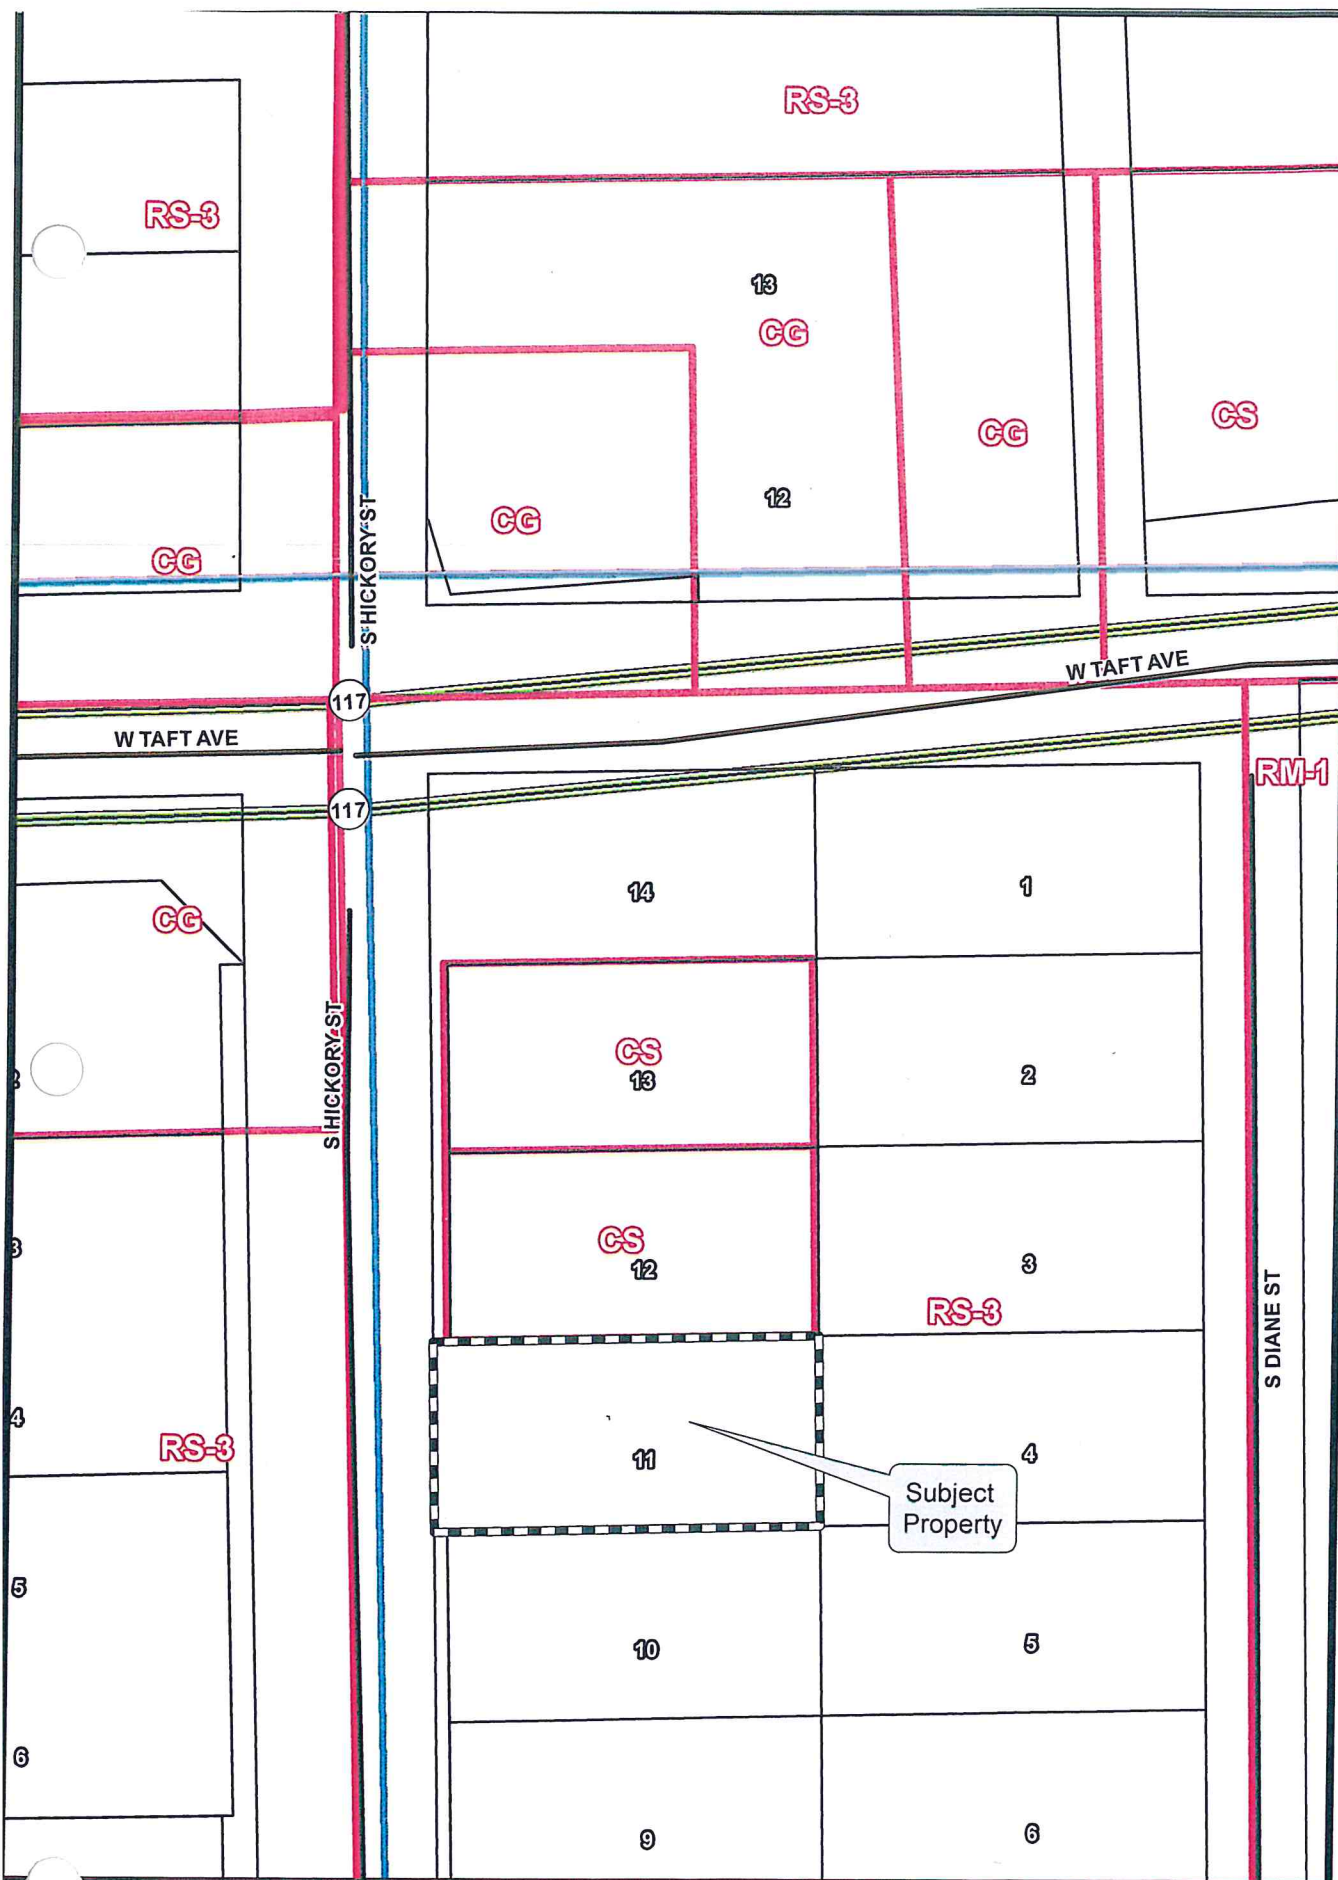 RS-3
RS-3
13
CG
CG
CS
12
CG
CG
S HICKORY ST
W TAFT AVE
117
W TAFT AVE
RM-1
117
14
1
CG
CS
13
2
S HICKORY ST
CS
12
3
3
RS-3
S DIANE ST
4
RS-3
11
4
Subject
Property
5
10
5
6
9
6